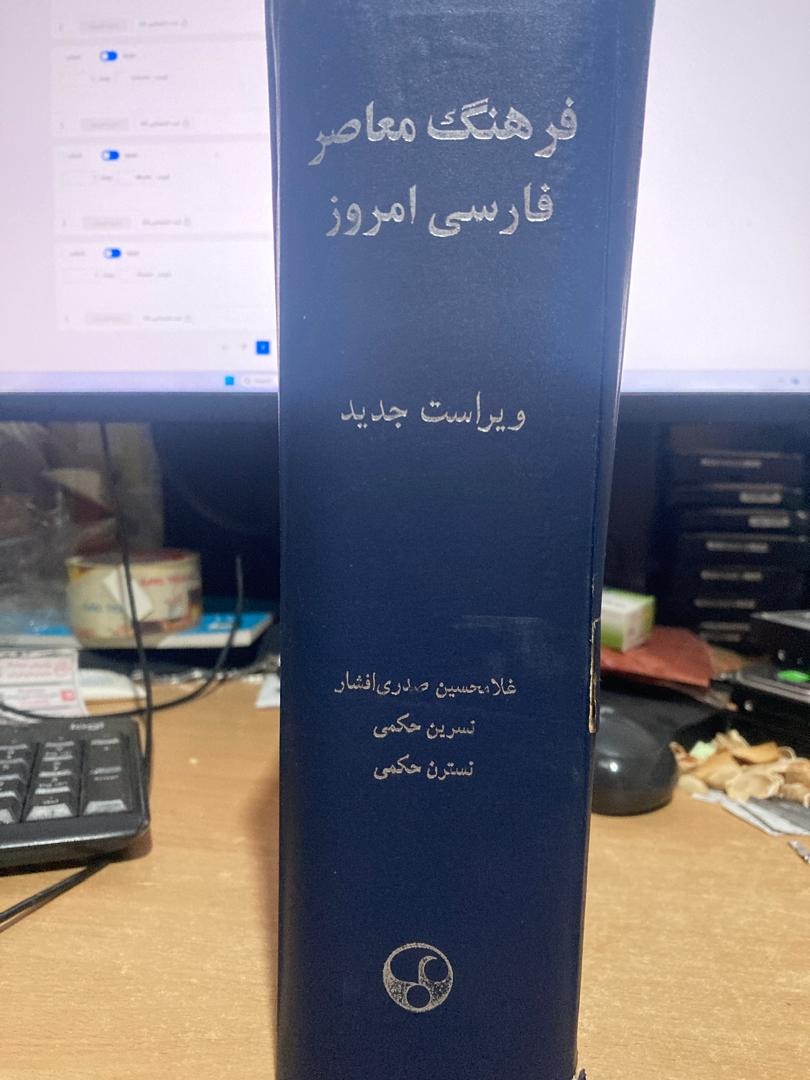 فرهنگ معاصر
فارسی امروز
ویراست جدید
غلامحسین صدری‌افشار
نسرین حکمی
نسترن حکمی